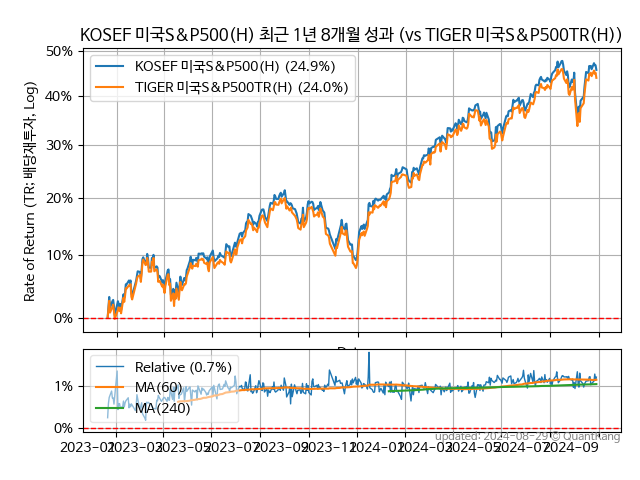 KOSEF 미국S&P500(H) 최근 1년 8개월 성과 (vs TIGER 미국S&P500TR(H))
50%
40%
30%
20%
10%
0%
Rate of Return (TR: 배당재투자, Log)
KOSEF 미국S&P500(H) (24.9%)
TIGER 미국S&P500TR(H) (24.0%)
1%
0%
Relative (0.7%)
MA(60)
MA(240)
2023-01
2023-03
2023-05
2023-07
2023-09
2023-11
2024-01
2024-03
2024-05
2024-07
2024-09
updated: 2024-08-29 © QuantKang